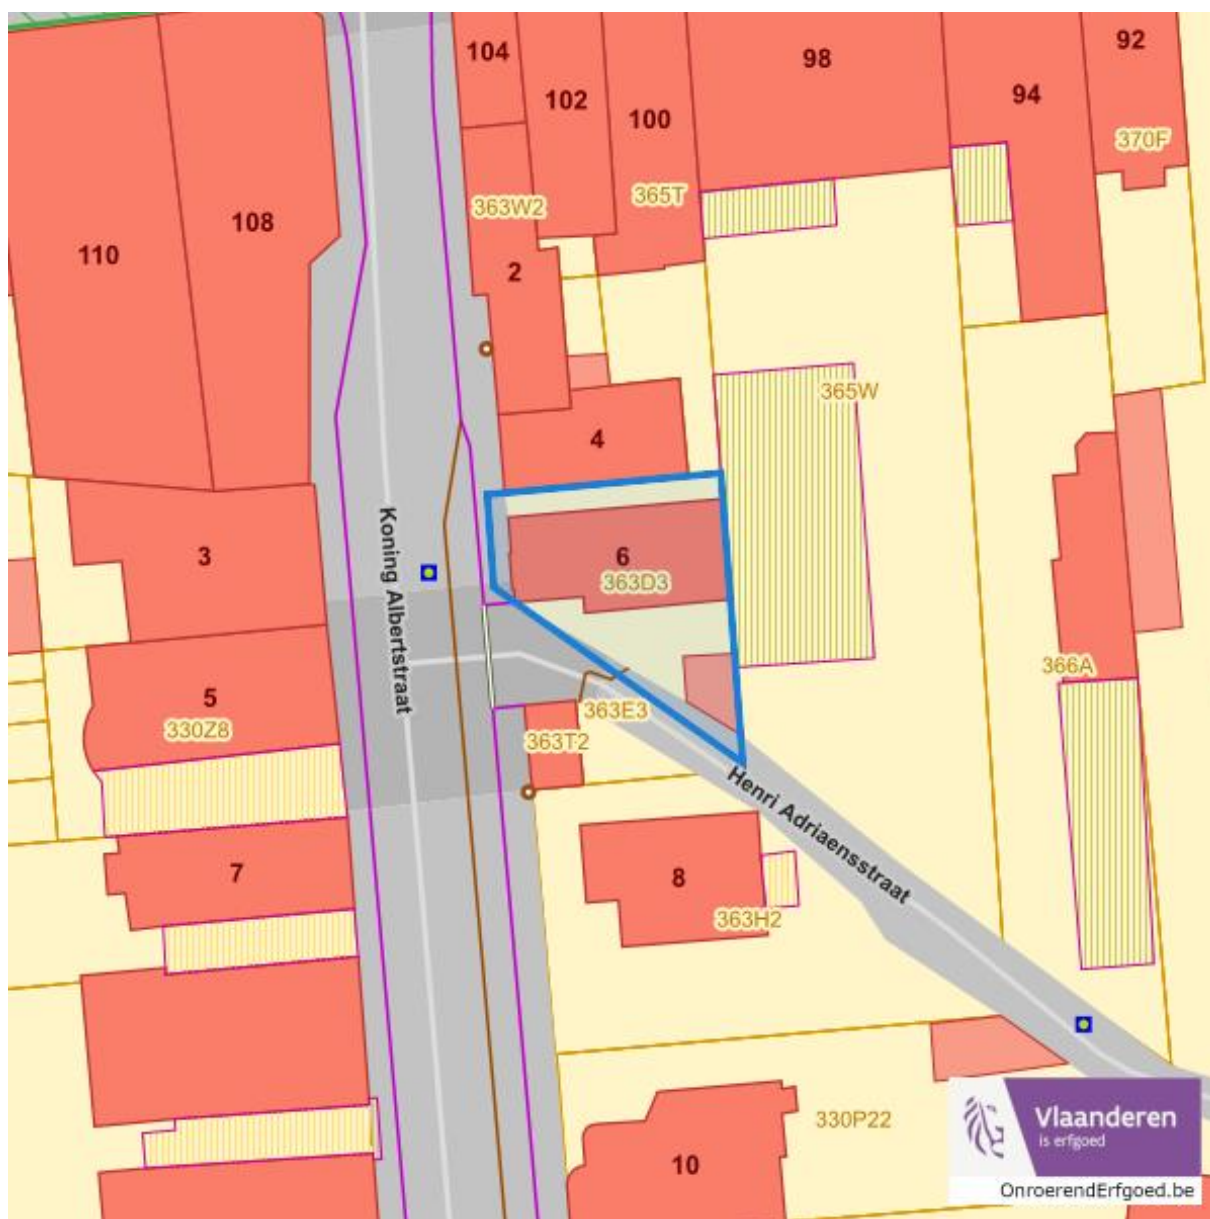 104
102
100
98
94
92
370F
365T
363W2
108
110
2
365W
4
Koning Albertstraat
3
6
363D3
366A
5
330Z8
363E3
363T2
Henri Adriaensstraat
7
8
363H2
330P22
10
Vlaanderen
is erfgoed
OnroerendErfgoed.be